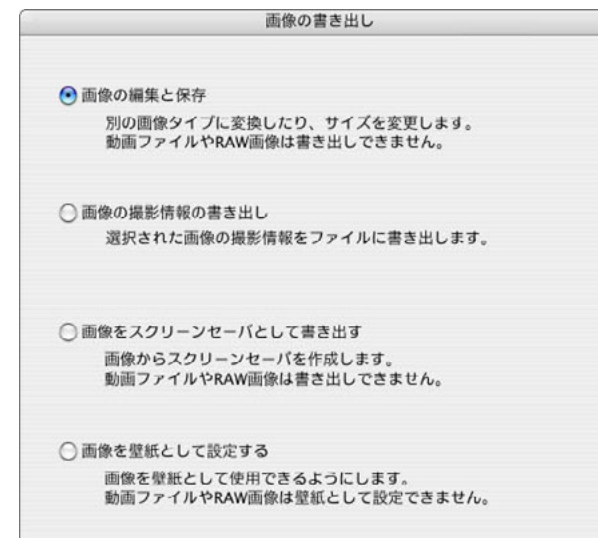 画像の書き出し
画像の編集と保存
別の画像タイプに変換したり、サイズを変更します。
動画ファイルやRAW画像は書き出しできません。
画像の撮影情報の書き出し
選択された画像の撮影情報をファイルに書き出します。
画像をスクリーンセーバとして書き出す
画像からスクリーンセーバを作成します。
動画ファイルやRAW画像は書き出しできません。
画像を壁紙として設定する
画像を壁紙として使用できるようにします。
動画ファイルやRAW画像は壁紙として設定できません。